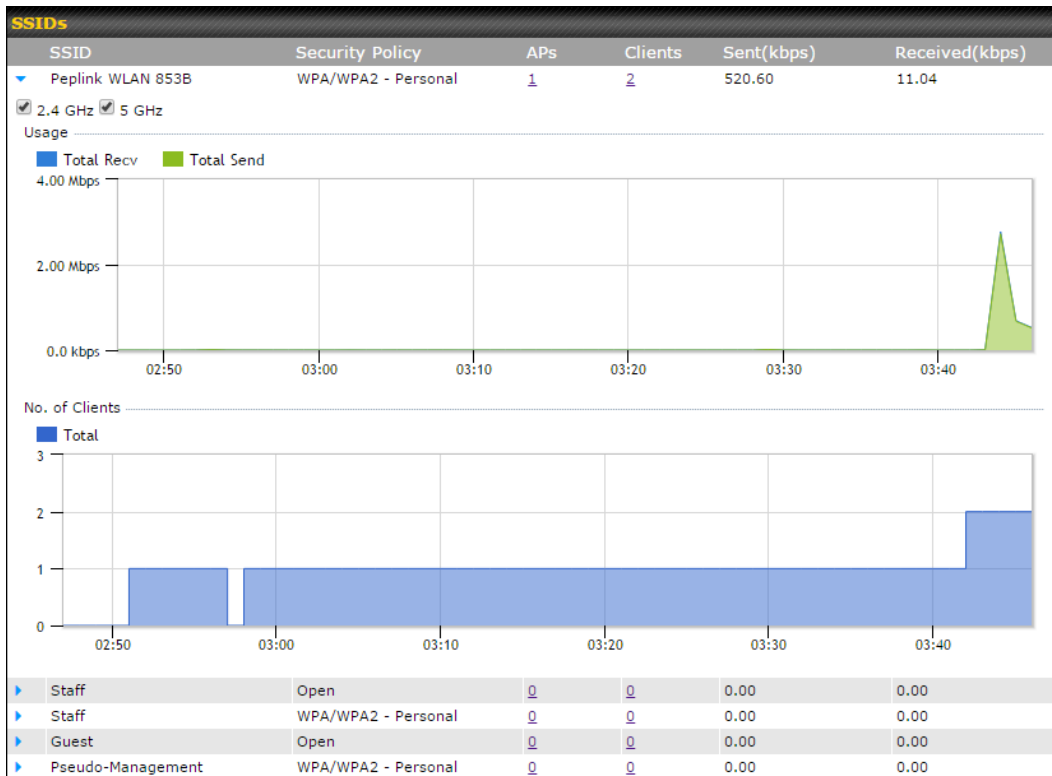 SSIDs
SSID Security Policy APs Clients Sent(kbps) Received(kbps)
Peplink WLAN 853B WPA/WPA2 - Personal 1 2 520.60 11.04
2.4 GHz 5 GHz
Usage
Total Recv Total Send
4.00 Mbps
2.00 Mbps
0.0 kbps
02:50 03:00 03:10 03:20 03:30 03:40
No. of Clients
Total
3
2
1
0
02:50 03:00 03:10 03:20 03:30 03:40
Staff Open 0 0 0.00 0.00
Staff WPA/WPA2 - Personal 0 0 0.00 0.00
Guest Open 0 0 0.00 0.00
Pseudo-Management WPA/WPA2 - Personal 0 0 0.00 0.00